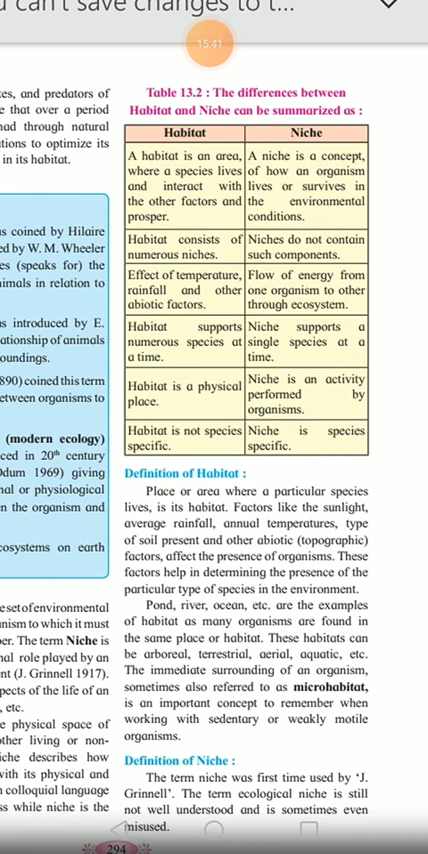 can't save changes to t...
15:41
tes, and predators of
e that over a period
had through natural
tions to optimize its
in its habitat.
as coined by Hilaire
ed by W. M. Wheeler
es (speaks for) the
imals in relation to
as introduced by E.
ationship of animals
oundings.
890) coined this term
etween organisms to
(modern ecology)
ced in 20th century
Odum 1969) giving
nal or physiological
en the organism and
cosystems on earth
e set of environmental
anism to which it must
er. The term Niche is
nal role played by an
nt (J. Grinnell 1917).
pects of the life of an
, etc.
e physical space of
other living or non-
iche describes how
with its physical and
n colloquial language
ss while niche is the
Table 13.2 : The differences between
Habitat and Niche can be summarized as :
Habitat
Niche
A habitat is an area,
where a species lives
and interact with
the other factors and
prosper.
A niche is a concept,
of how an organism
lives or survives in
the environmental
conditions.
Habitat consists of
numerous niches.
Niches do not contain
such components.
Effect of temperature,
rainfall and other
abiotic factors.
Flow of energy from
one organism to other
through ecosystem.
Habitat supports
numerous species at
a time.
Niche supports a
single species at a
time.
Habitat is a physical
place.
Niche is an activity
performed by
organisms.
Habitat is not species
specific.
Niche is species
specific.
Definition of Habitat :
Place or area where a particular species
lives, is its habitat. Factors like the sunlight,
average rainfall, annual temperatures, type
of soil present and other abiotic (topographic)
factors, affect the presence of organisms. These
factors help in determining the presence of the
particular type of species in the environment.
Pond, river, ocean, etc. are the examples
of habitat as many organisms are found in
the same place or habitat. These habitats can
be arboreal, terrestrial, aerial, aquatic, etc.
The immediate surrounding of an organism,
sometimes also referred to as microhabitat,
is an important concept to remember when
working with sedentary or weakly motile
organisms.
Definition of Niche :
The term niche was first time used by ‘J.
Grinnell’. The term ecological niche is still
not well understood and is sometimes even
misused.
294